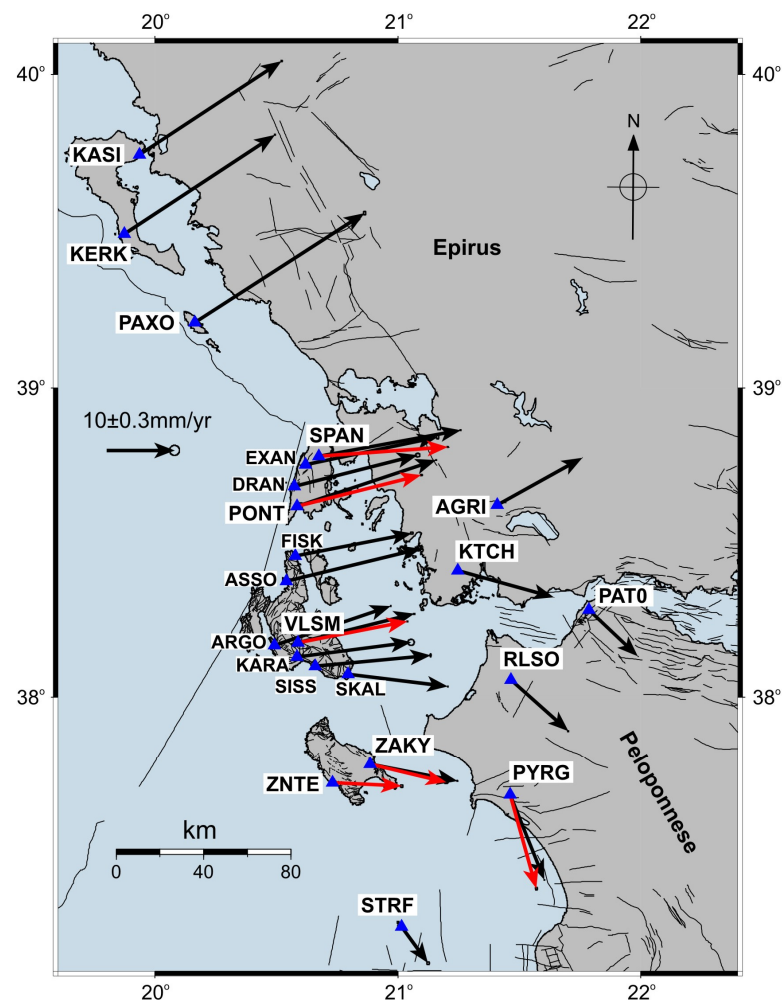 20° 21° 22°
40° 40°
N
KASI
KERK
Epirus
PAXO
39° 39°
10±0.3mm/yr
SPAN
EXAN
DRAN
PONT
AGRI
FISK
KTCH
ASSO
PAT0
VLSM
ARGO
KARA
RLSO
SISS
SKAL
38° 38°
ZAKY
Peloponnese
PYRG
ZNTE
km
0 40 80
STRF
20° 21° 22°